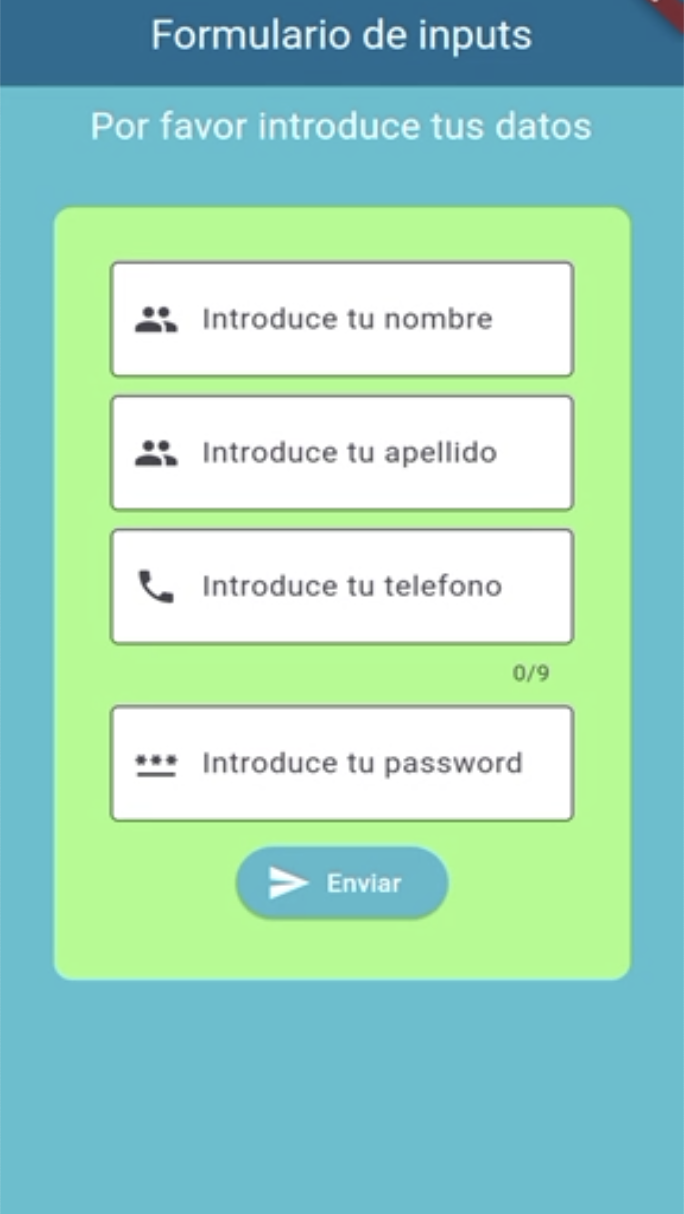 Formulario de inputs
Por favor introduce tus datos
Introduce tu nombre
Introduce tu apellido
Introduce tu telefono
0/9
Introduce tu password
Enviar